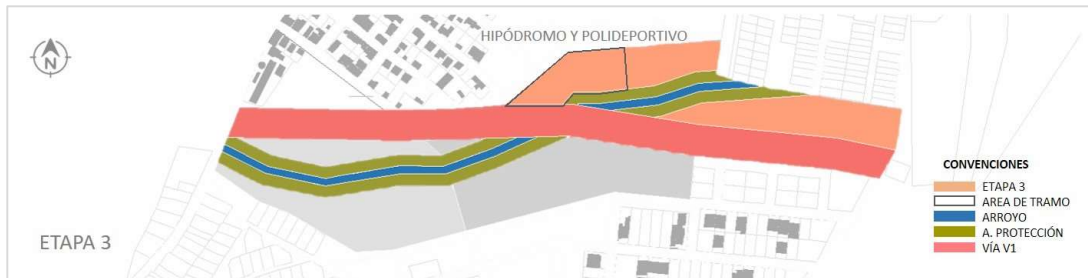 HIPÓDROMO Y POLIDEPORTIVO
N
CONVENCIONES
ETAPA 3
AREA DE TRAMO
ARROYO
A. PROTECCIÓN
VÍA V1
ETAPA 3